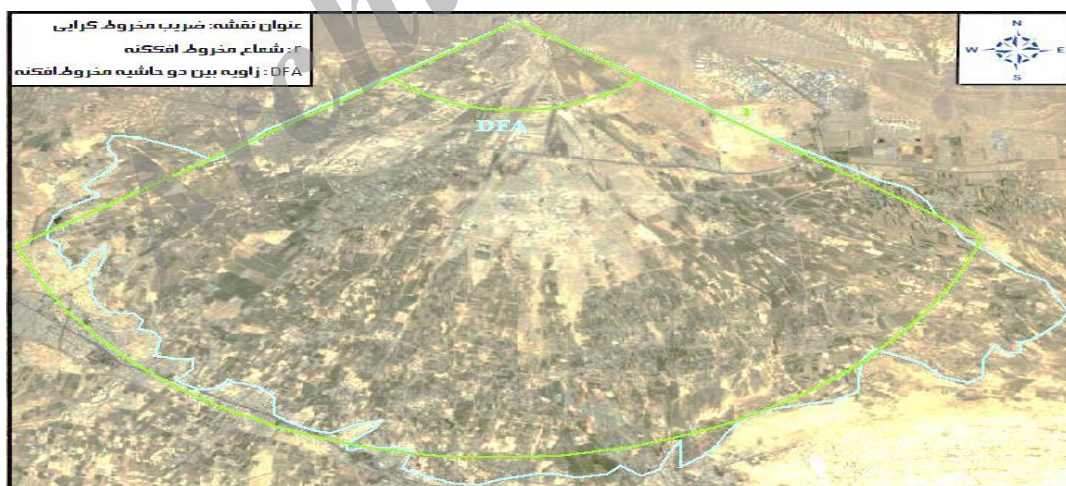 عنوان نقشه: ضریب مخروط گرایی
r: شعاع مخروط افکنه
DFA: زاویه بین دو حاشیه مخروط افکنه
N
W
E
S
DFA